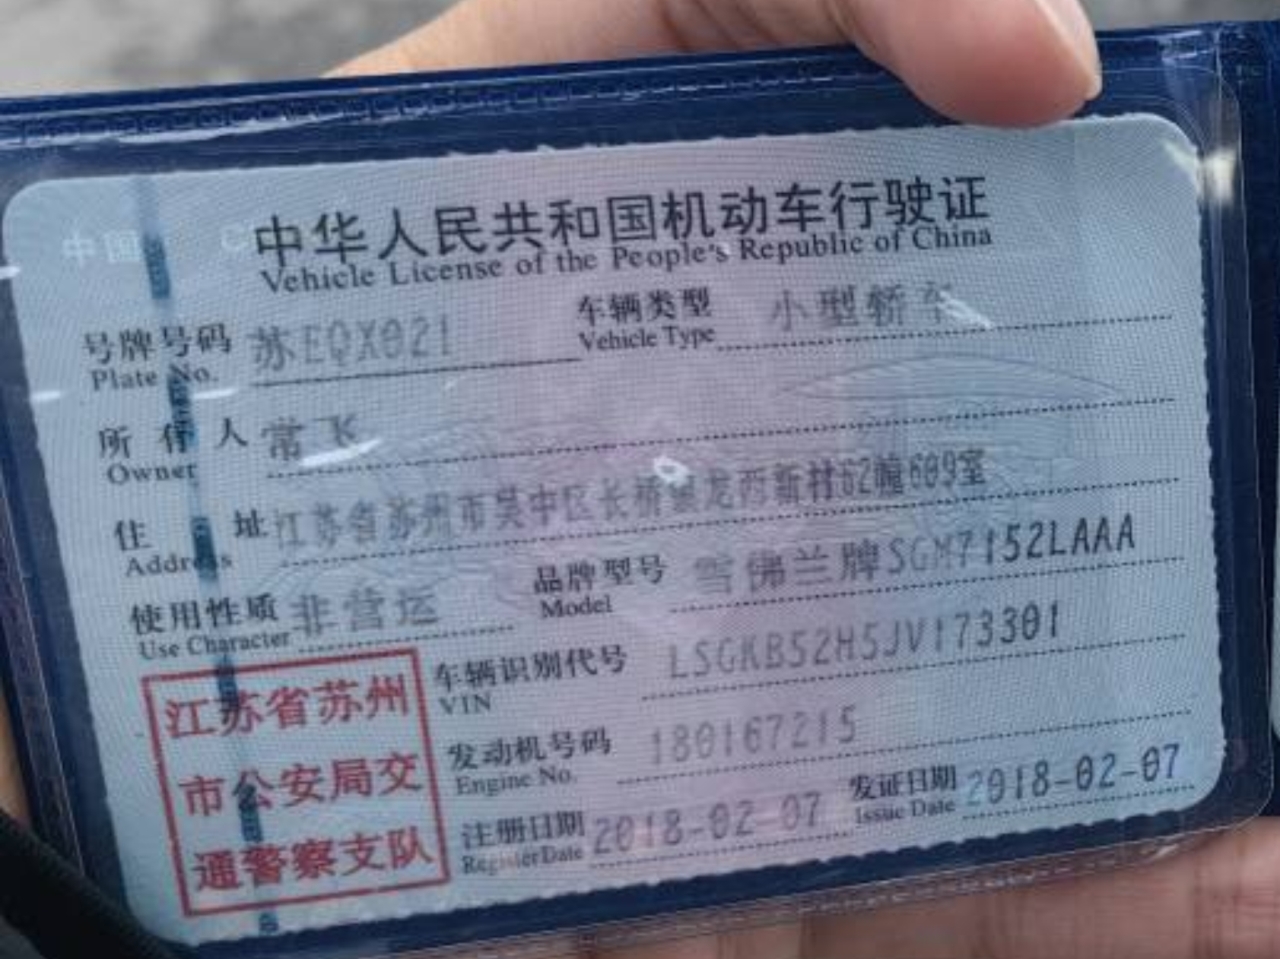 中国 C
中华人民共和国机动车行驶证
Vehicle License of the People's Republic of China
号牌号码 苏EQX021 车辆类型 小型轿车
Plate No. Vehicle Type
所有人 常飞
Owner
住址 江苏省苏州市吴中区长桥镇龙西新村62幢609室
Address
使用性质 非营运 品牌型号 雪佛兰牌SGM7152LAAA
Use Character Model
车辆识别代号 LSGKB52H5JV173301
VIN
发动机号码 180167215
Engine No.
注册日期 2018-02-07 发证日期 2018-02-07
Register Date Issue Date
江苏省苏州
市公安局交
通警察支队